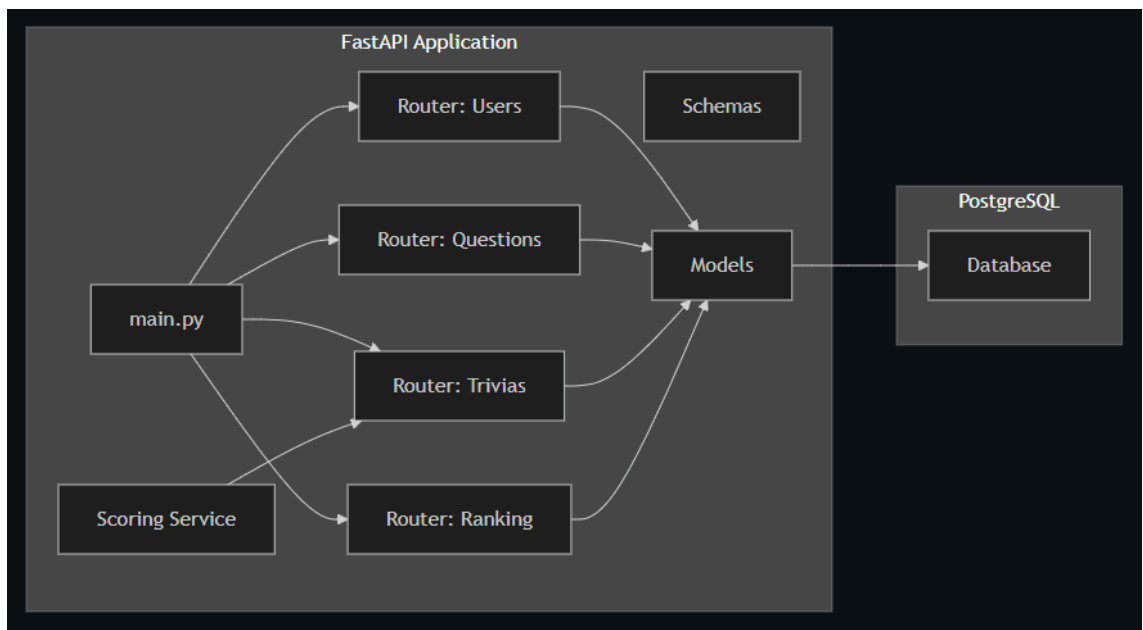 FastAPI Application
Router: Users
Schemas
PostgreSQL
Router: Questions
Models
Database
main.py
Router: Trivias
Scoring Service
Router: Ranking